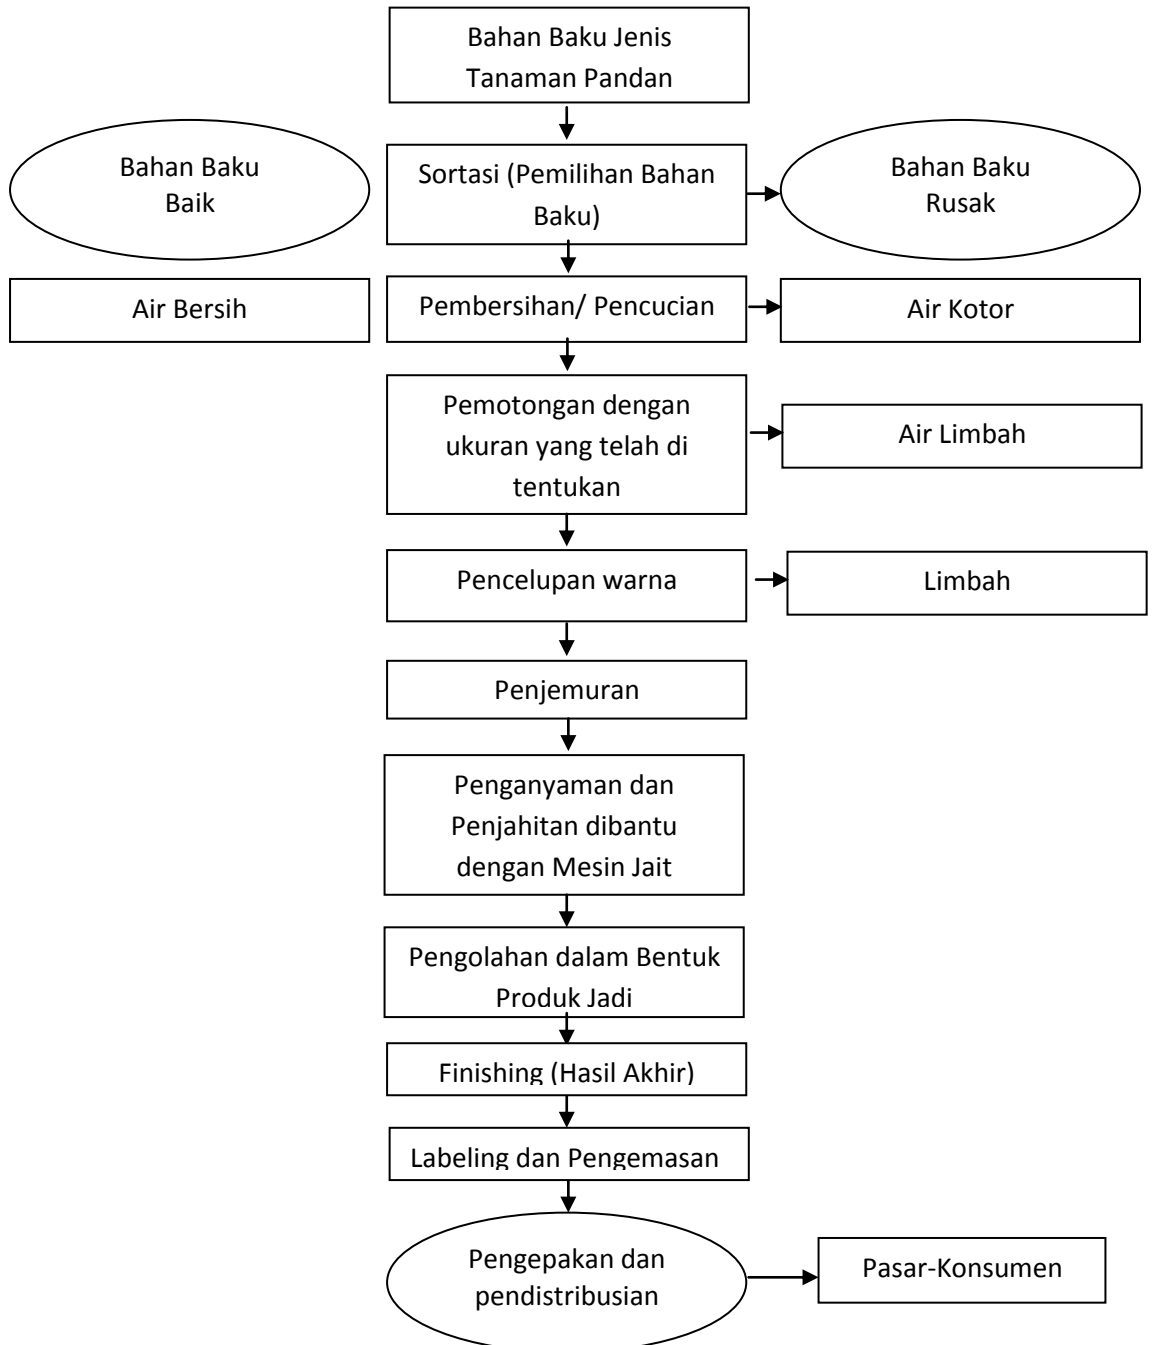 Bahan Baku Jenis
Tanaman Pandan
Bahan Baku
Baik
Sortasi (Pemilihan Bahan
Baku)
Bahan Baku
Rusak
Air Bersih
Pembersihan/ Pencucian
Air Kotor
Pemotongan dengan
ukuran yang telah di
tentukan
Air Limbah
Pencelupan warna
Limbah
Penjemuran
Penganyaman dan
Penjahitan dibantu
dengan Mesin Jait
Pengolahan dalam Bentuk
Produk Jadi
Finishing (Hasil Akhir)
Labeling dan Pengemasan
Pengepakan dan
pendistribusian
Pasar-Konsumen